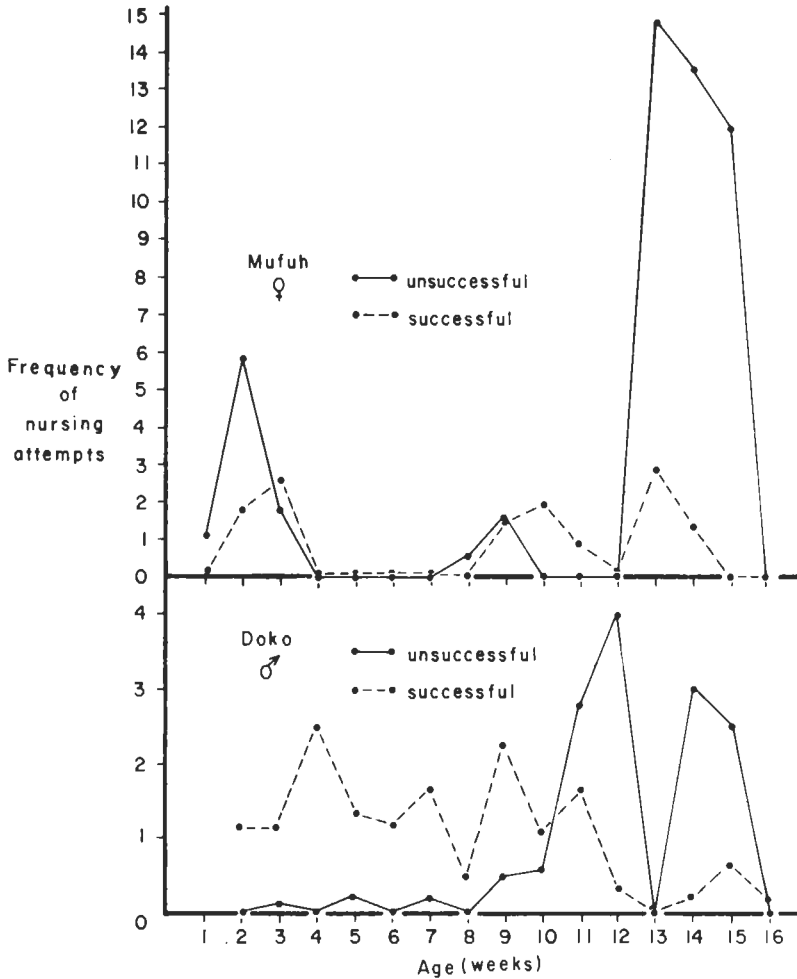 15
14
13
12
11
10
9
8
7
6
5
4
3
2
1
0
Mufuh
♀
unsuccessful
successful
Frequency
of
nursing
attempts
4
3
2
1
0
Doko
♂
unsuccessful
successful
1 2 3 4 5 6 7 8 9 10 11 12 13 14 15 16
Age (weeks)